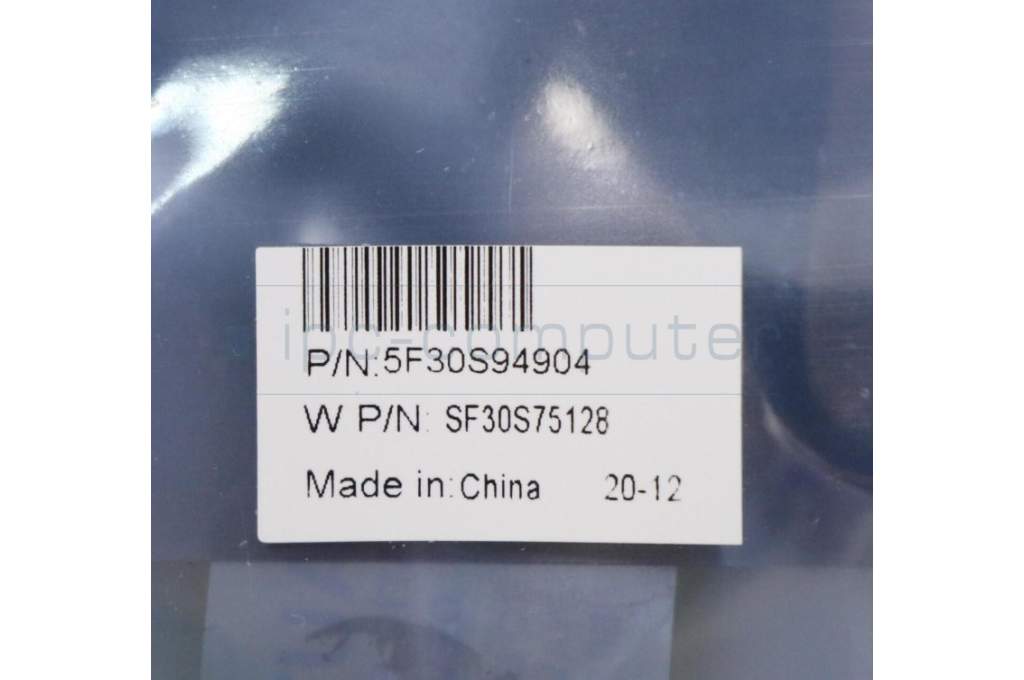 ipc-computer
P/N:5F30S94904
W P/N: SF30S75128
Made in:China 20-12